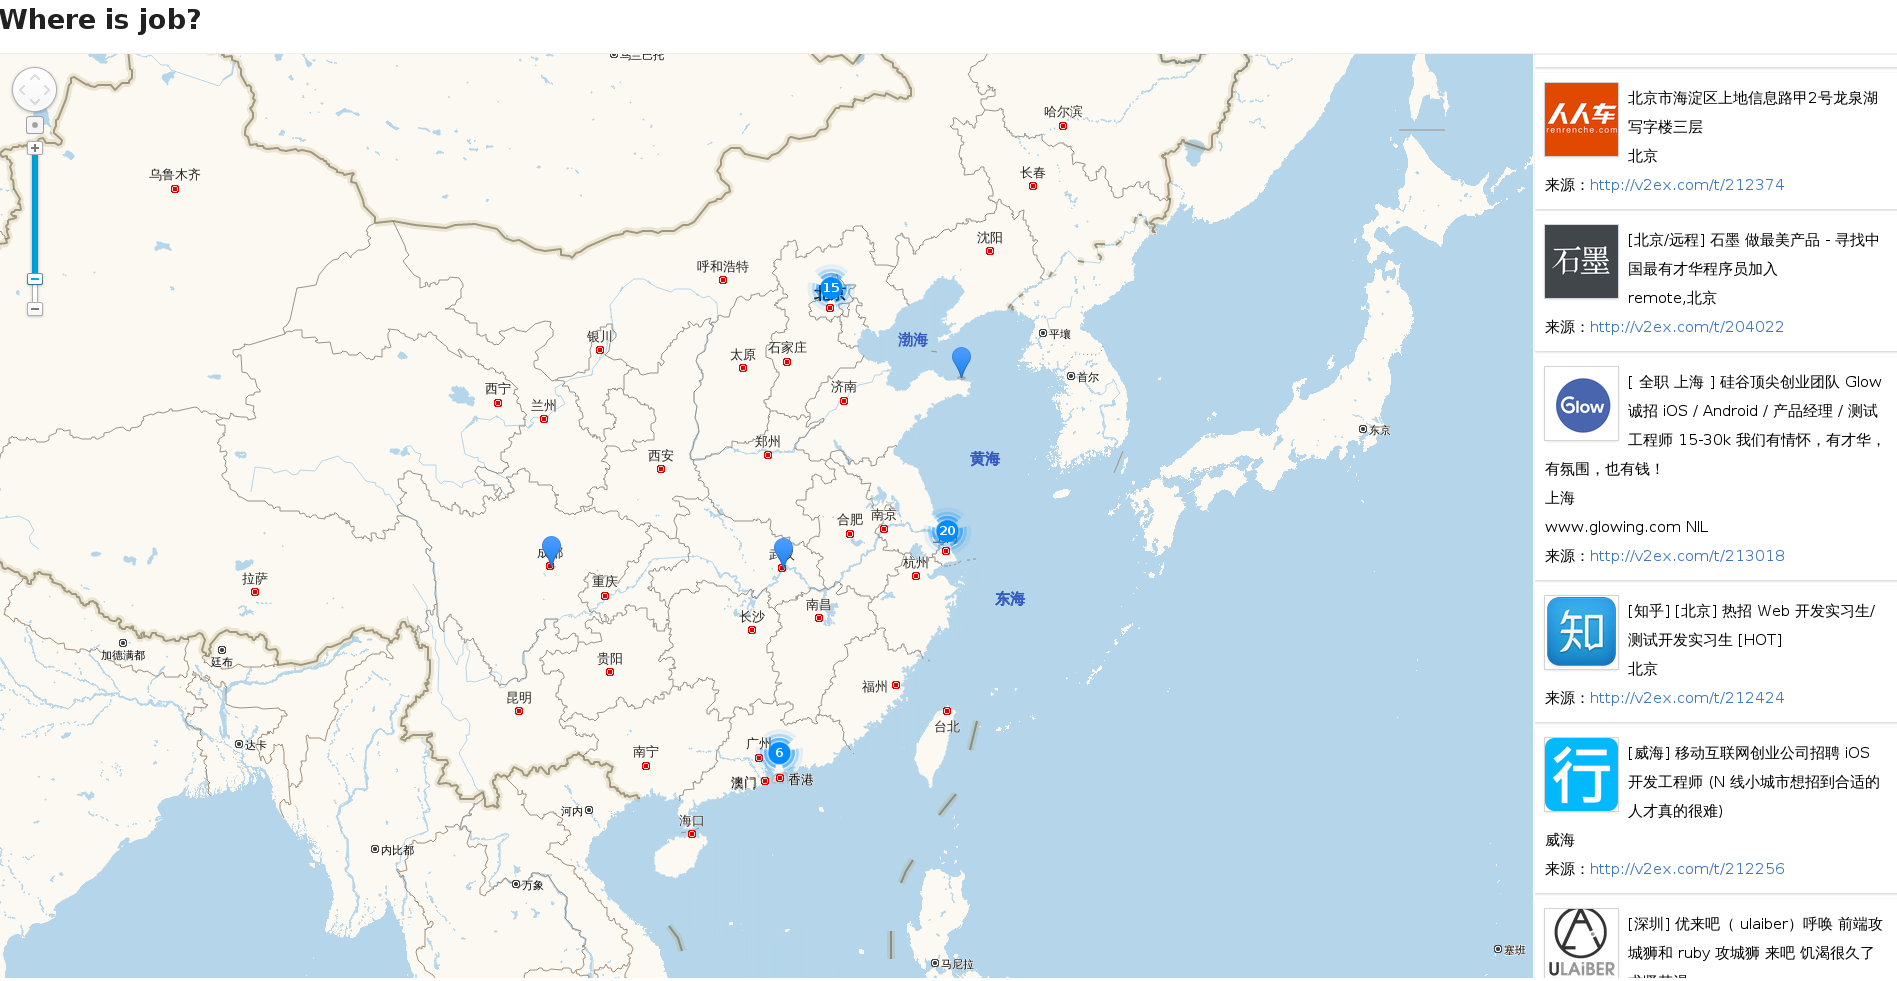 Where is job?
乌兰巴托
哈尔滨
乌鲁木齐
长春
沈阳
呼和浩特
15
渤海
平壤
银川
太原
石家庄
首尔
济南
西宁
兰州
东京
郑州
西安
黄海
合肥
南京
20
杭州
拉萨
重庆
东海
南昌
长沙
加德满都
廷布
贵阳
福州
昆明
台北
达卡
南宁
广州
6
澳门
香港
河内
海口
内比都
万象
马尼拉
塞班
人人车
renrenche.com
北京市海淀区上地信息路甲2号龙泉湖
写字楼三层
北京
来源：http://v2ex.com/t/212374
石墨
[北京/远程] 石墨 做最美产品 - 寻找中
国最有才华程序员加入
remote,北京
来源：http://v2ex.com/t/204022
Glow
[ 全职 上海 ] 硅谷顶尖创业团队 Glow
诚招 iOS / Android / 产品经理 / 测试
工程师 15-30k 我们有情怀，有才华，
有氛围，也有钱！
上海
www.glowing.com NIL
来源：http://v2ex.com/t/213018
知
[知乎] [北京] 热招 Web 开发实习生/
测试开发实习生 [HOT]
北京
来源：http://v2ex.com/t/212424
行
[威海] 移动互联网创业公司招聘 iOS
开发工程师 (N 线小城市想招到合适的
人才真的很难)
威海
来源：http://v2ex.com/t/212256
ULAiBER
[深圳] 优来吧（ ulaiber）呼唤 前端攻
城狮和 ruby 攻城狮 来吧 饥渴很久了